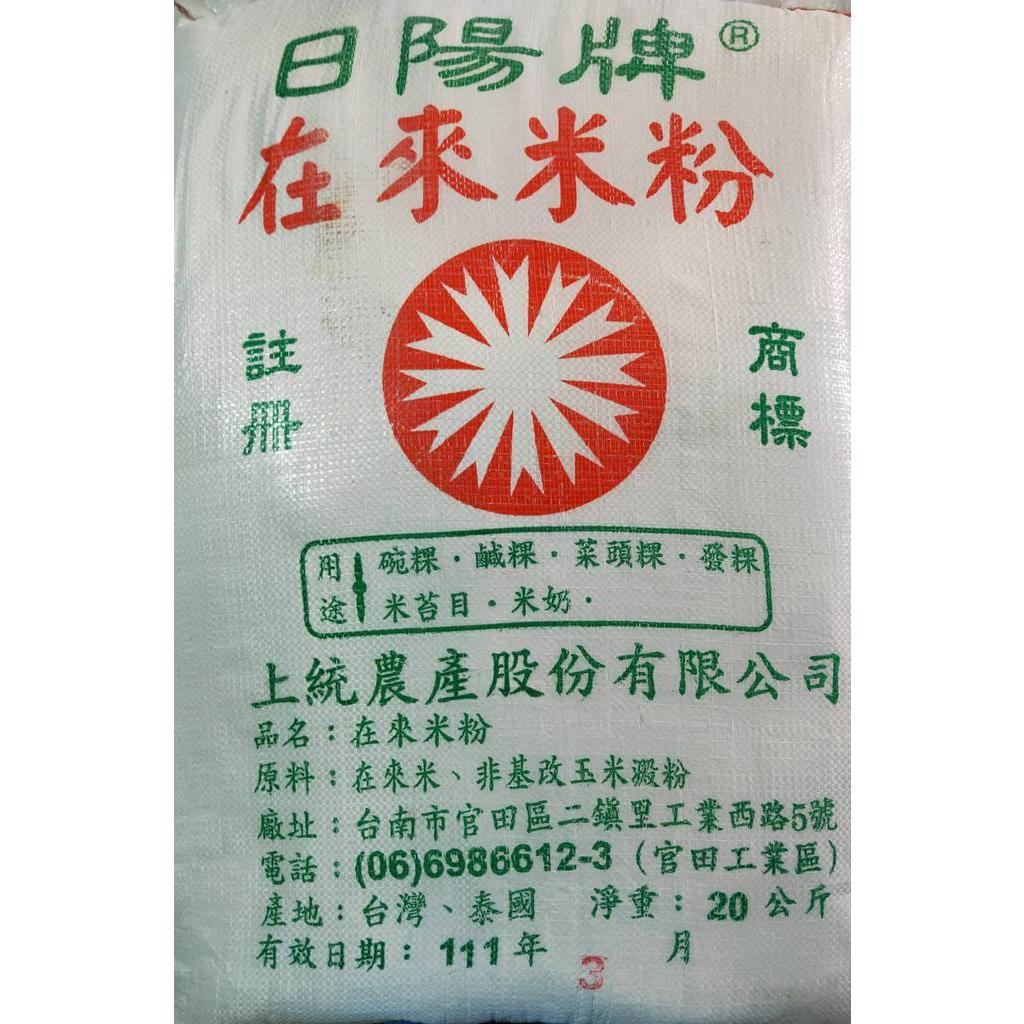 日陽牌®
在來米粉
註冊
商標
用途 碗粿·鹹粿·菜頭粿·發粿
米苔目·米奶·
上統農產股份有限公司
品名：在來米粉
原料：在來米、非基改玉米澱粉
廠址：台南市官田區二鎮里工業西路5號
電話：(06)6986612-3（官田工業區）
產地：台灣、泰國 淨重：20公斤
有效日期：111年 3 月